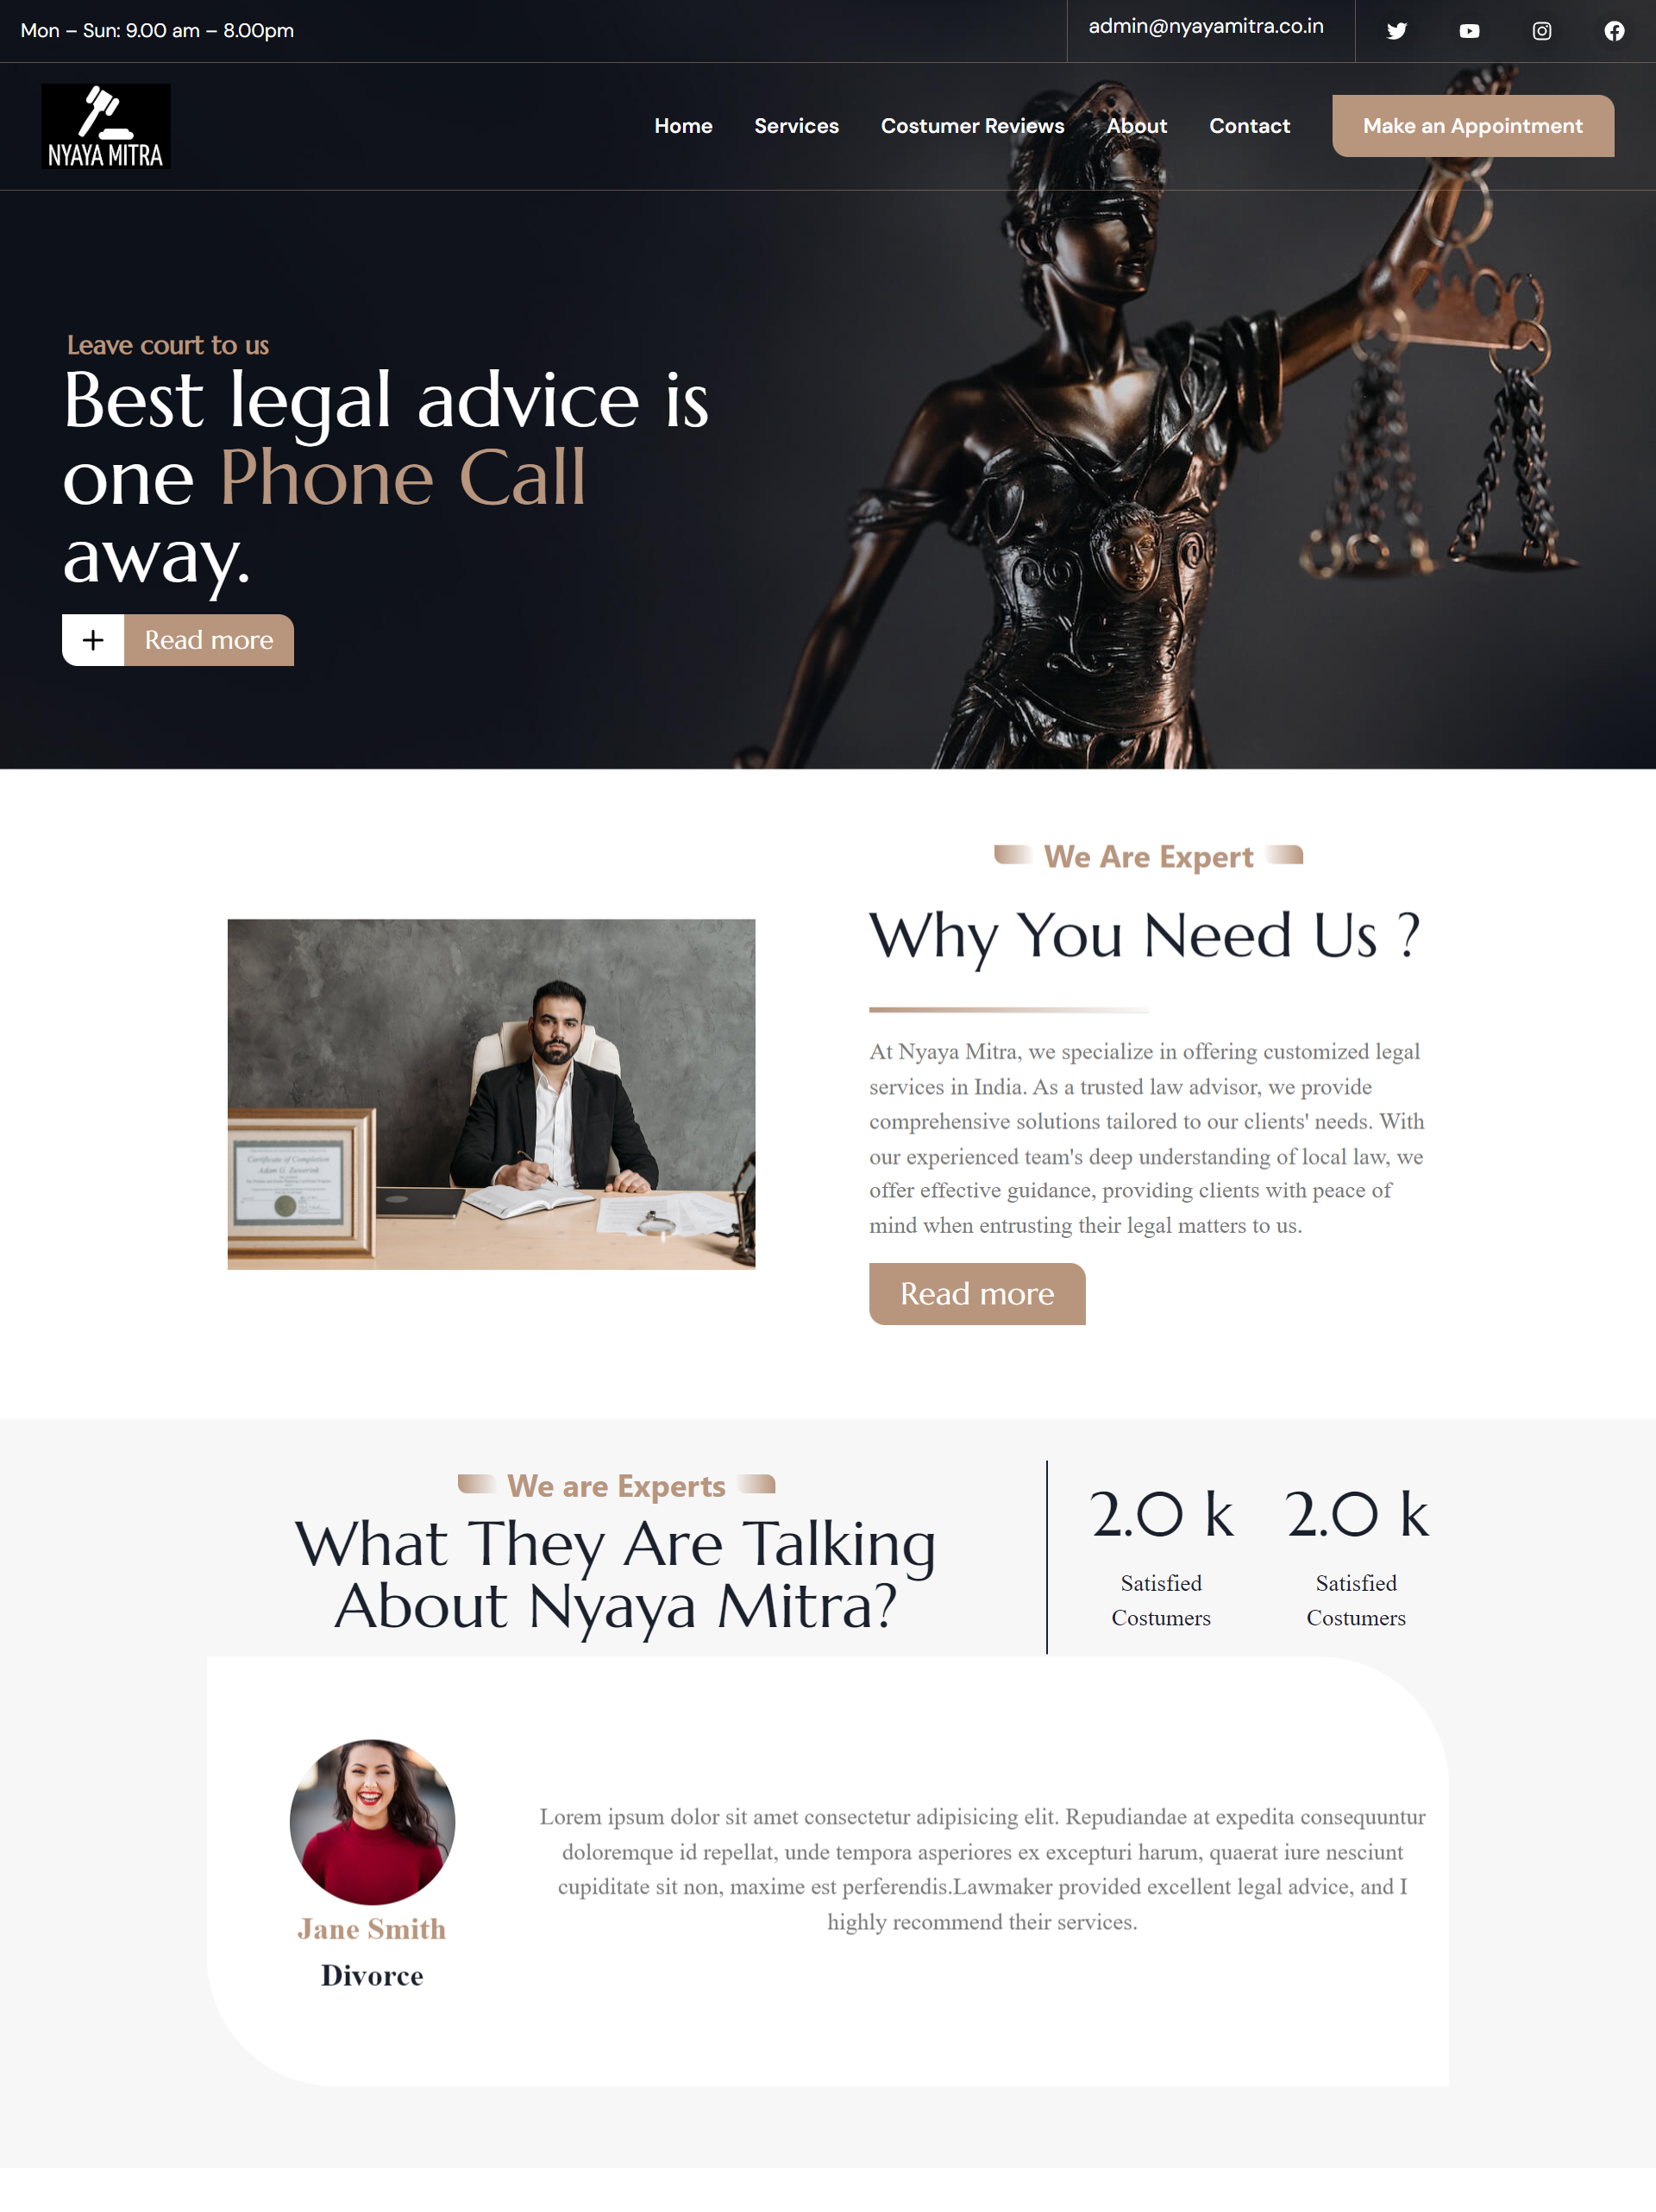 Mon – Sun: 9.00 am – 8.00pm
admin@nyayamitra.co.in
NYAYA MITRA
Home Services Costumer Reviews About Contact Make an Appointment
Leave court to us
Best legal advice is
one Phone Call
away.
Read more
We Are Expert
Why You Need Us ?
At Nyaya Mitra, we specialize in offering customized legal
services in India. As a trusted law advisor, we provide
comprehensive solutions tailored to our clients' needs. With
our experienced team's deep understanding of local law, we
offer effective guidance, providing clients with peace of
mind when entrusting their legal matters to us.
Read more
Certificate of Completion
We are Experts
What They Are Talking
About Nyaya Mitra?
2.0 k
Satisfied
Costumers
2.0 k
Satisfied
Costumers
Jane Smith
Divorce
Lorem ipsum dolor sit amet consectetur adipisicing elit. Repudiandae at expedita consequuntur
doloremque id repellat, unde tempora asperiores ex excepturi harum, quaerat iure nesciunt
cupiditate sit non, maxime est perferendis.Lawmaker provided excellent legal advice, and I
highly recommend their services.